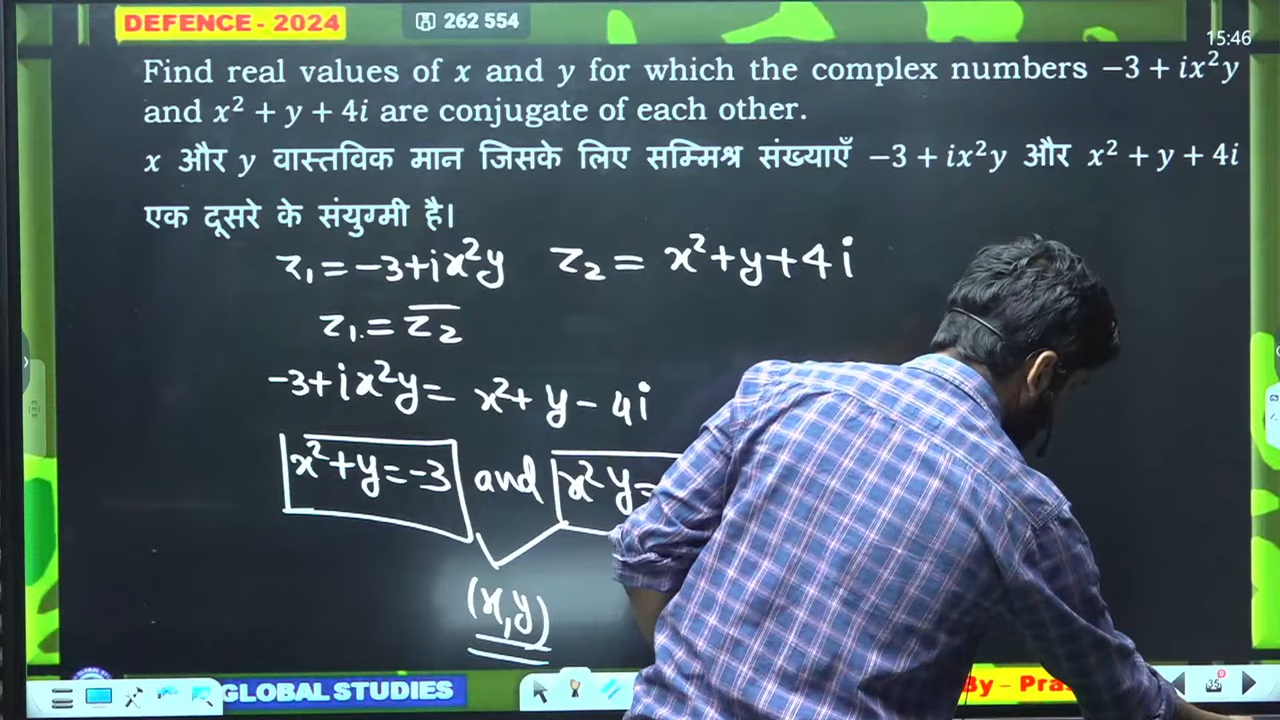 DEFENCE - 2024
262 554
15:46
Find real values of x and y for which the complex numbers −3 + ix²y
and x² + y + 4i are conjugate of each other.
x और y वास्तविक मान जिसके लिए सम्मिश्र संख्याएँ −3 + ix²y और x² + y + 4i
एक दूसरे के संयुग्मी है।
z₁ = −3+ix²y z₂ = x²+y+4i
z₁ = z̅₂
−3+ix²y = x²+y−4i
x²+y=−3 and x²y=
(x,y)
GLOBAL STUDIES
By – Pra
35